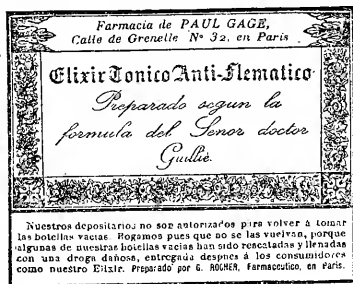 Farmacia de PAUL GAGE,
Calle de Grenelle Nº 32, en Paris
Elixir Tonico Anti-Flematico
Preparado segun la
formula del Senor doctor
Guillié.
Nuestros depositarios no son autorizados para volver á tomar
las botellas vacias. Rogamos pues que no se las vuelvan, porque
algunas de nuestras botellas vacias han sido rescatadas y llenadas
con una droga dañosa, entregada despues á los consumidores
como nuestro Elixir. Preparado por G. ROCHER, Farmaceutico, en Paris.